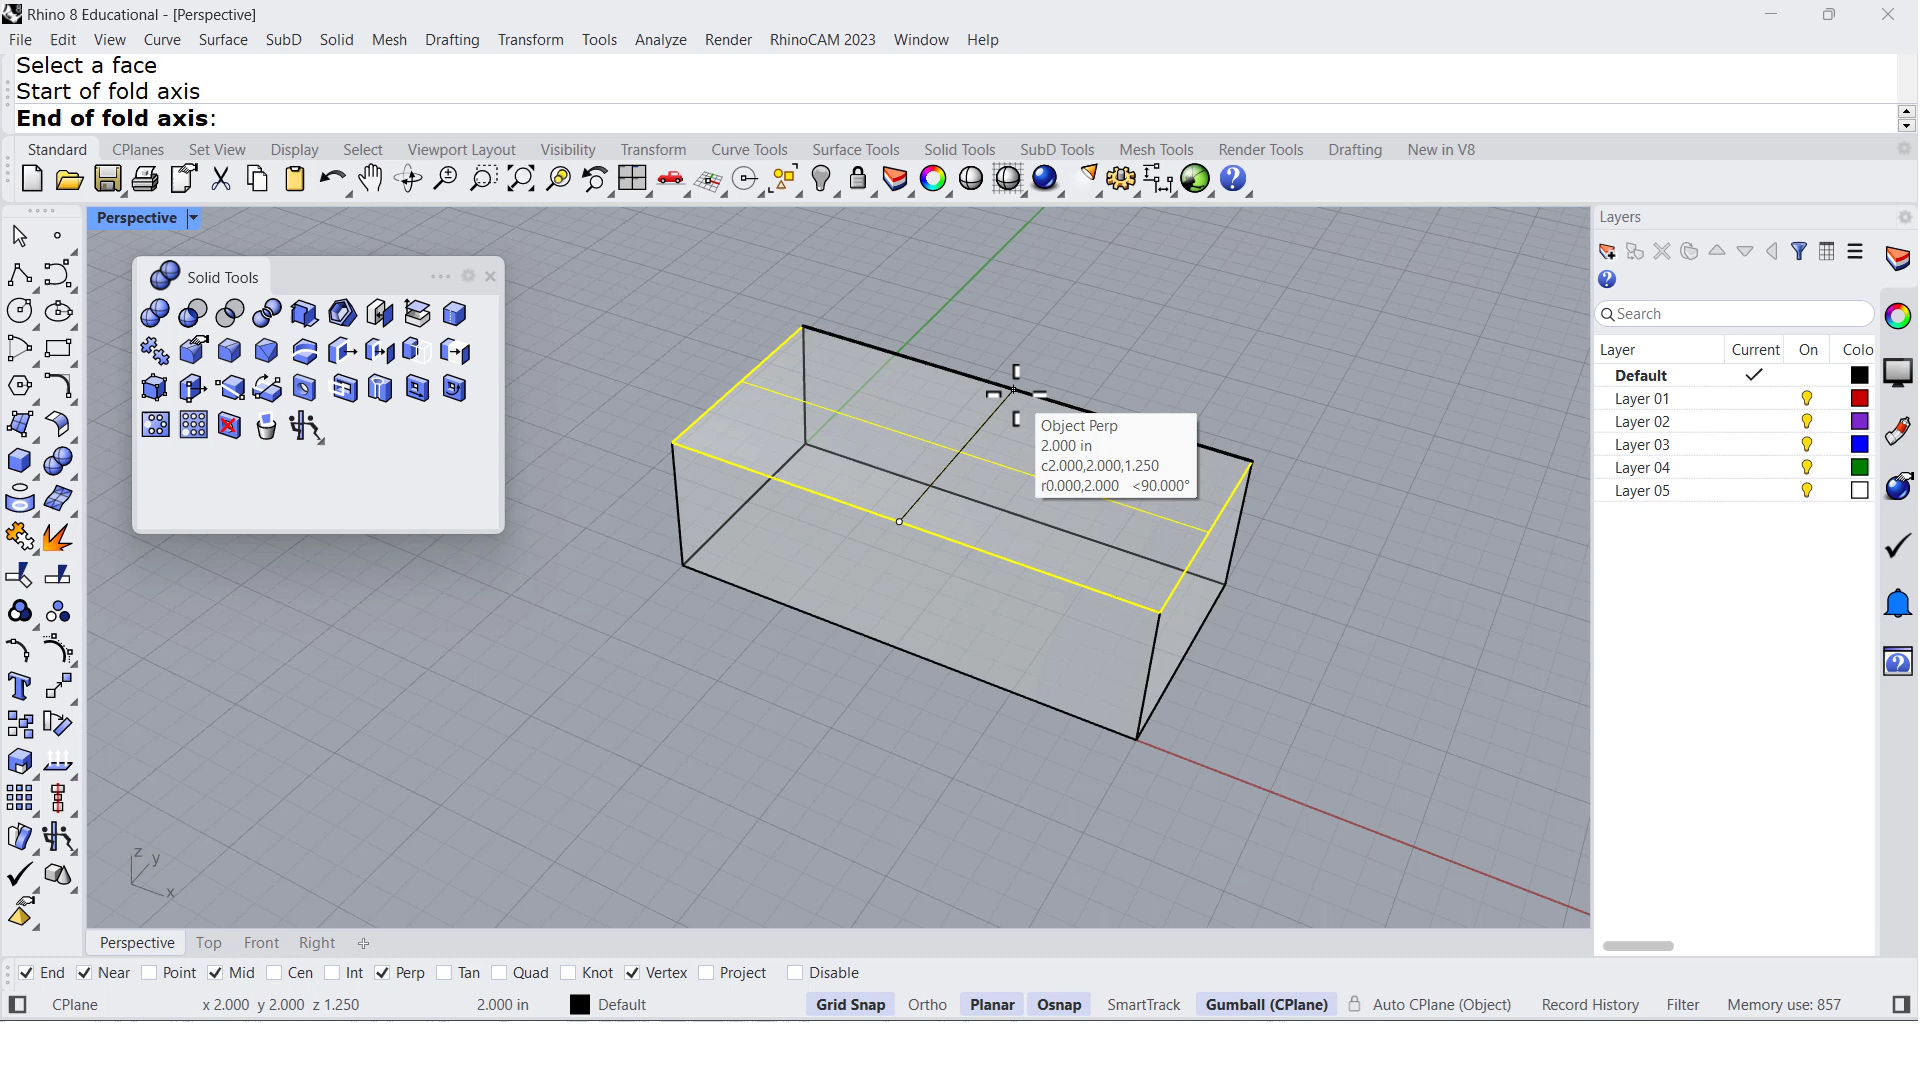 Rhino 8 Educational - [Perspective]
File Edit View Curve Surface SubD Solid Mesh Drafting Transform Tools Analyze Render RhinoCAM 2023 Window Help
Select a face
Start of fold axis
End of fold axis:
Standard CPlanes Set View Display Select Viewport Layout Visibility Transform Curve Tools Surface Tools Solid Tools SubD Tools Mesh Tools Render Tools Drafting New in V8
Perspective
Layers
Solid Tools
Search
Layer Current On Colo
Default
Layer 01
Layer 02
Layer 03
Layer 04
Layer 05
Object Perp
2.000 in
c2.000,2.000,1.250
r0.000,2.000 <90.000°
z
y
x
Perspective Top Front Right
End Near Point Mid Cen Int Perp Tan Quad Knot Vertex Project Disable
CPlane x 2.000 y 2.000 z 1.250 2.000 in Default Grid Snap Ortho Planar Osnap SmartTrack Gumball (CPlane) Auto CPlane (Object) Record History Filter Memory use: 857